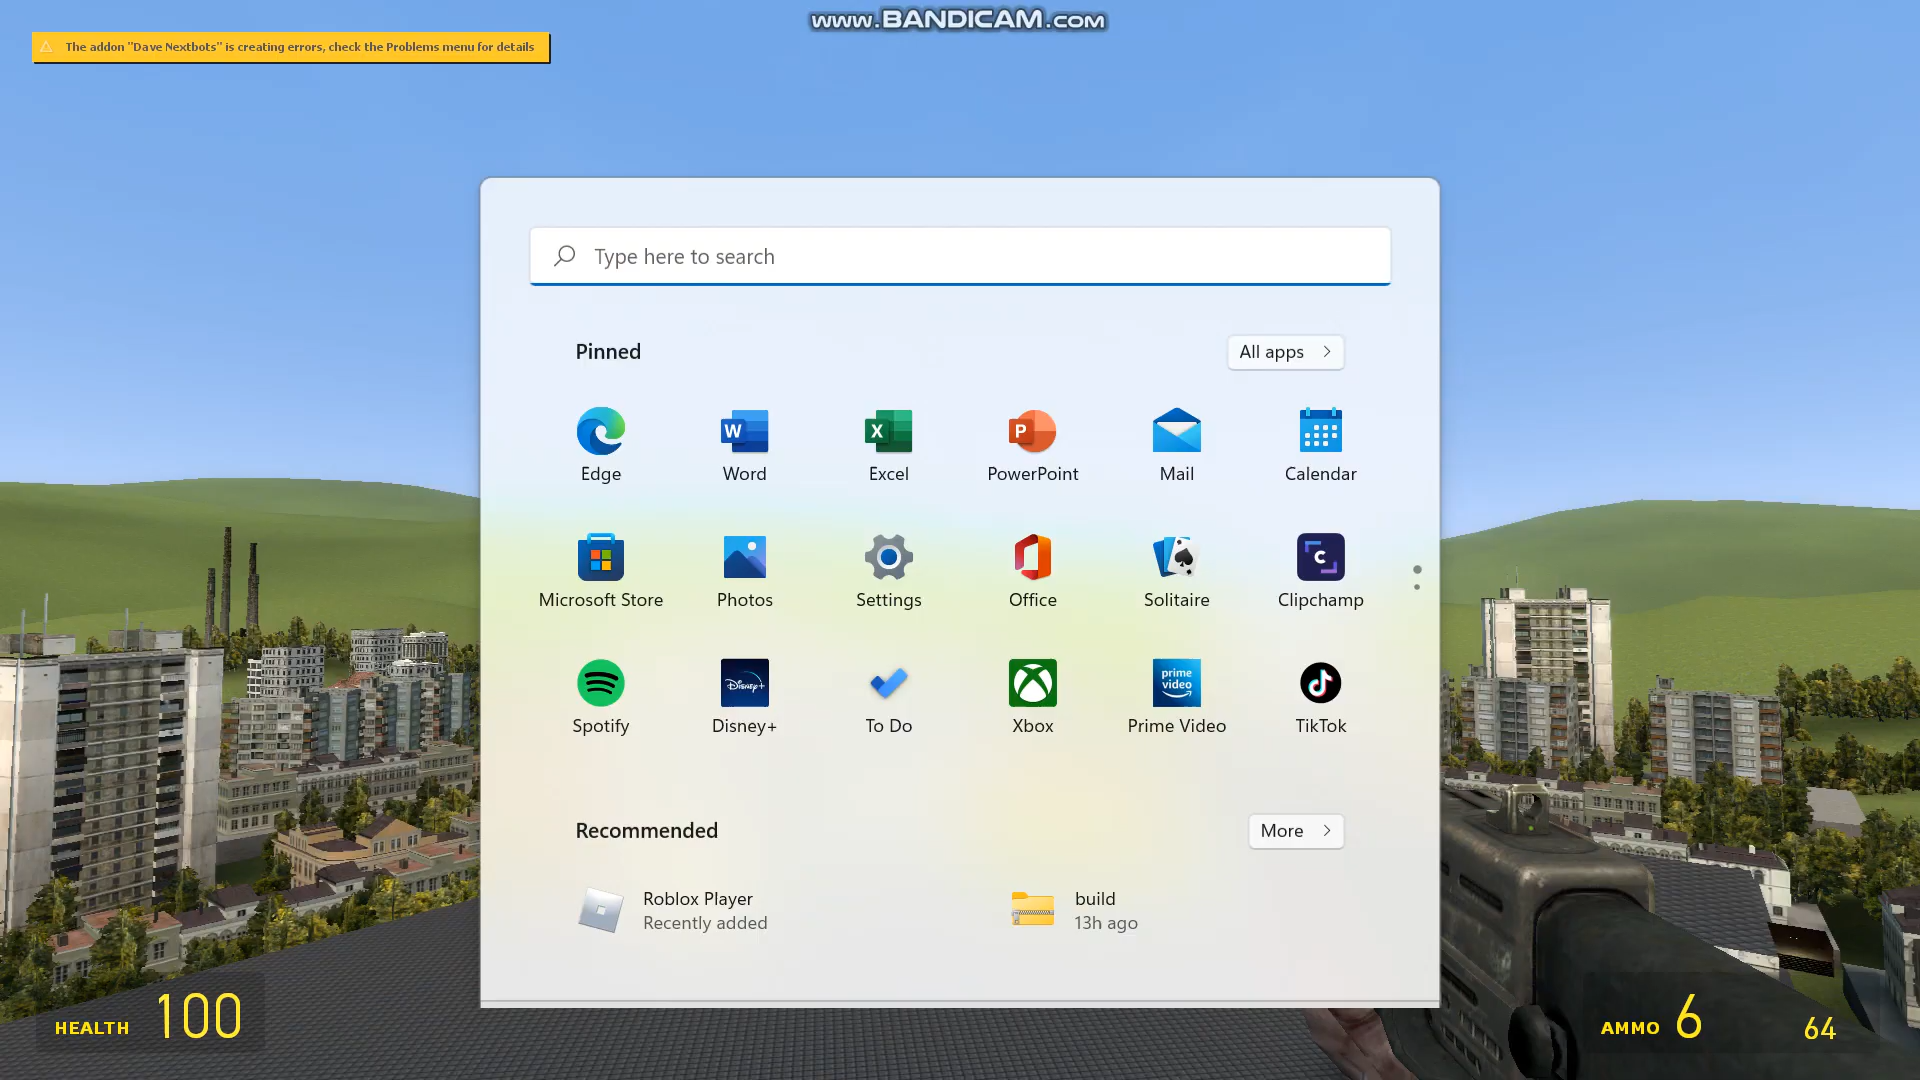 www.BANDICAM.com
The addon "Dave Nextbots" is creating errors, check the Problems menu for details
Type here to search
Pinned
All apps
Edge
Word
Excel
PowerPoint
Mail
Calendar
Microsoft Store
Photos
Settings
Office
Solitaire
Clipchamp
Spotify
Disney+
To Do
Xbox
Prime Video
TikTok
Recommended
More
Roblox Player
Recently added
build
13h ago
HEALTH 100
AMMO 6 64
W
X
P
C
Disney+
prime
video